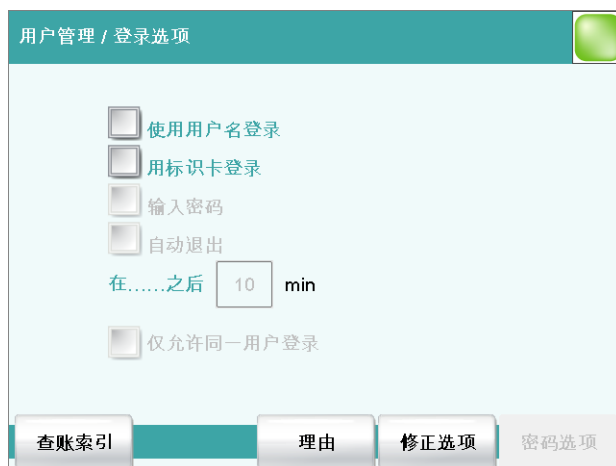 用户管理 / 登录选项
使用用户名登录
用标识卡登录
输入密码
自动退出
在......之后 10 min
仅允许同一用户登录
查账索引 理由 修正选项 密码选项